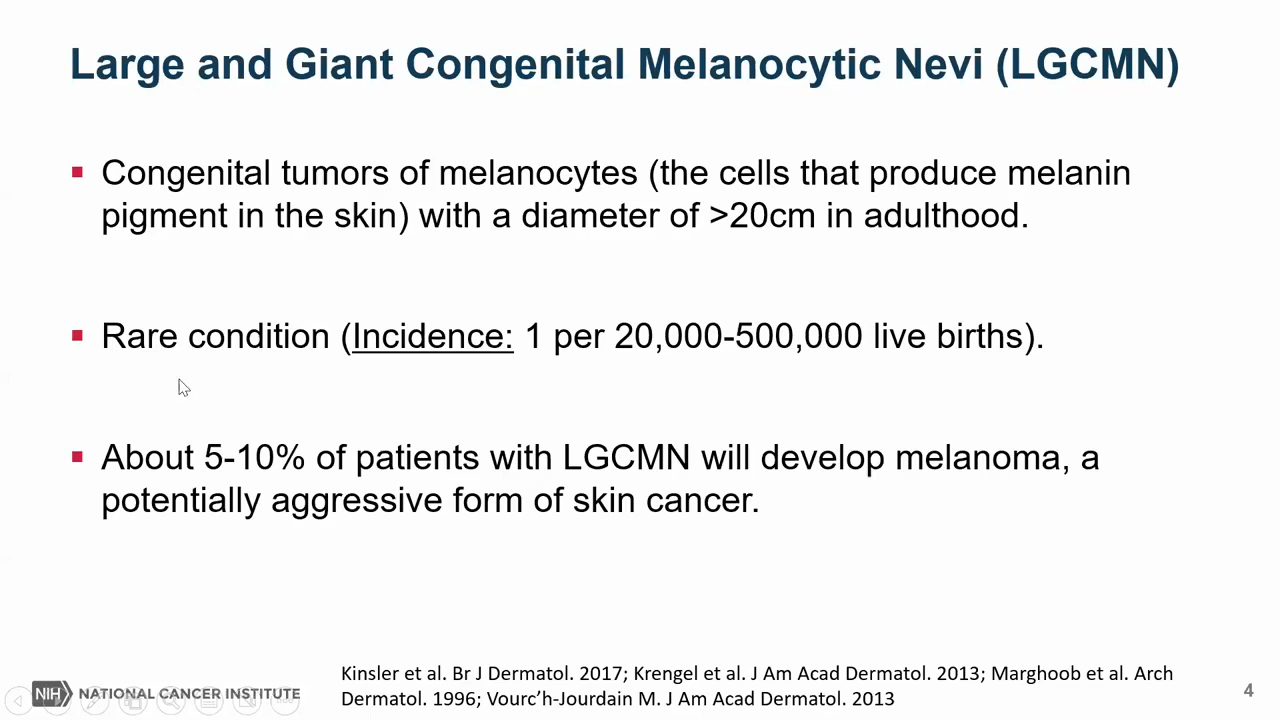 Large and Giant Congenital Melanocytic Nevi (LGCMN)
Congenital tumors of melanocytes (the cells that produce melanin
pigment in the skin) with a diameter of >20cm in adulthood.
Rare condition (Incidence: 1 per 20,000-500,000 live births).
About 5-10% of patients with LGCMN will develop melanoma, a
potentially aggressive form of skin cancer.
Kinsler et al. Br J Dermatol. 2017; Krengel et al. J Am Acad Dermatol. 2013; Marghoob et al. Arch
Dermatol. 1996; Vourc’h-Jourdain M. J Am Acad Dermatol. 2013
NIH NATIONAL CANCER INSTITUTE
4